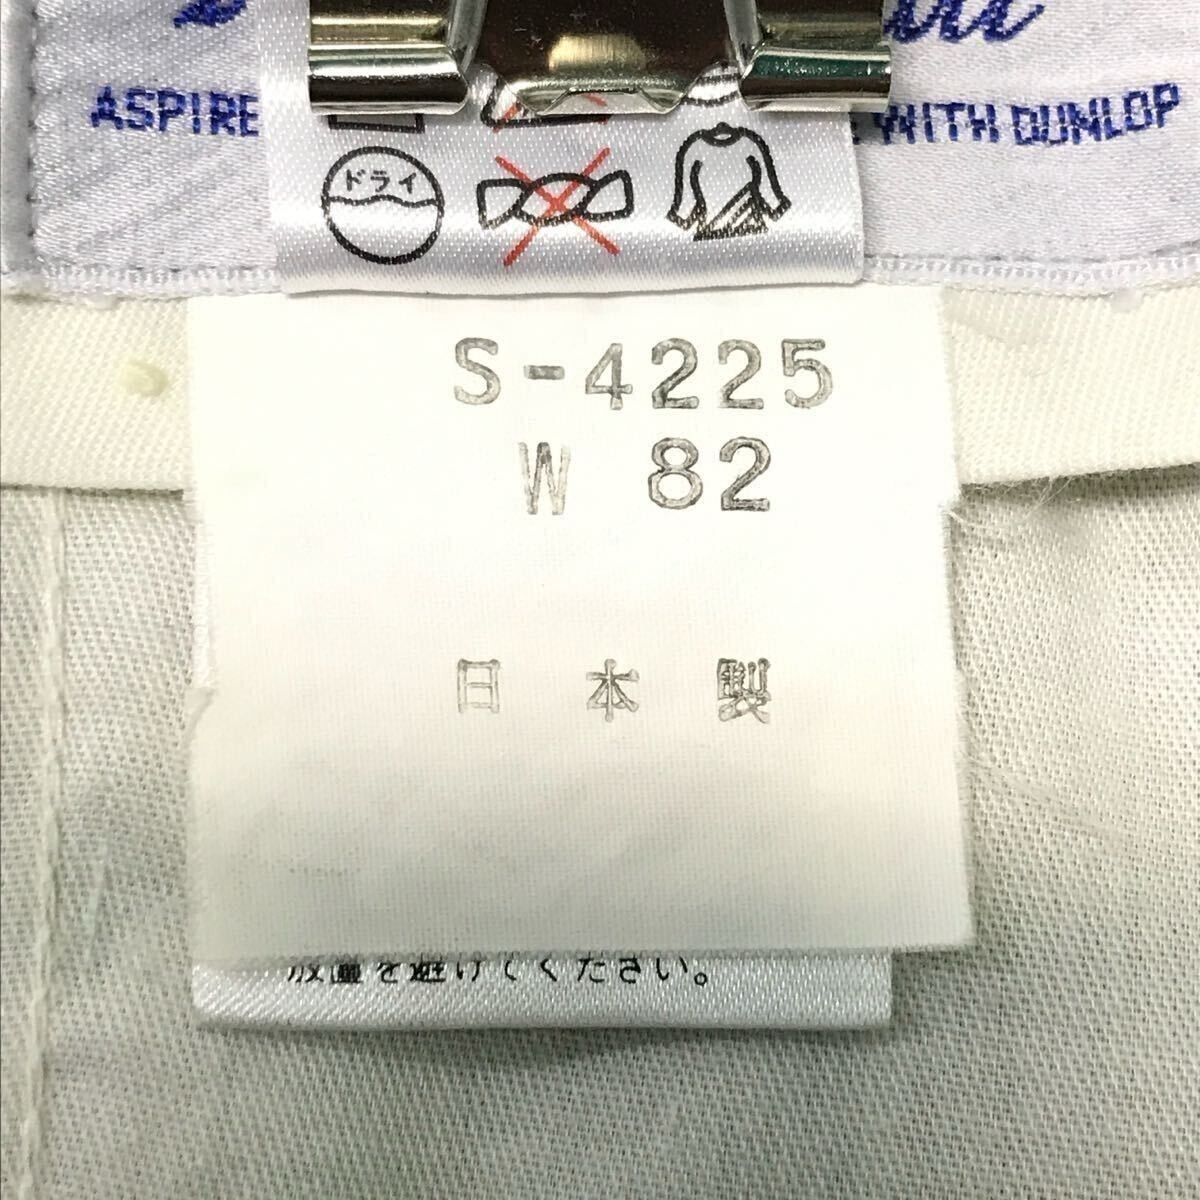 ASPIRE WITH DUNLOP
ドライ
S-4225
W 82
日本製
放置を避けてください。